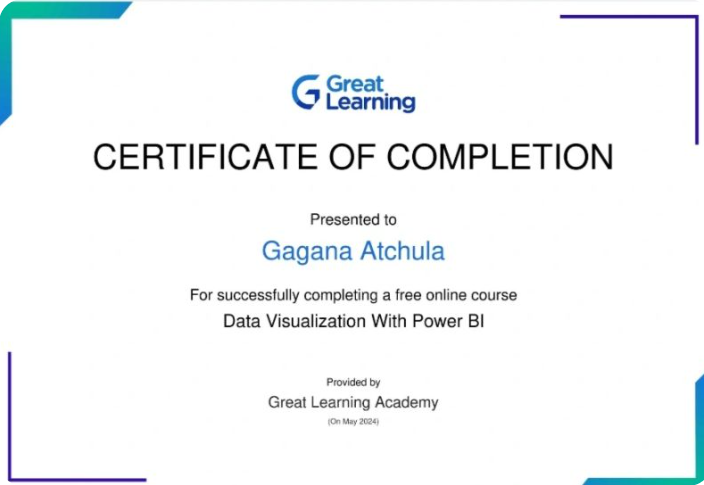 Great
Learning
CERTIFICATE OF COMPLETION
Presented to
Gagana Atchula
For successfully completing a free online course
Data Visualization With Power BI
Provided by
Great Learning Academy
(On May 2024)